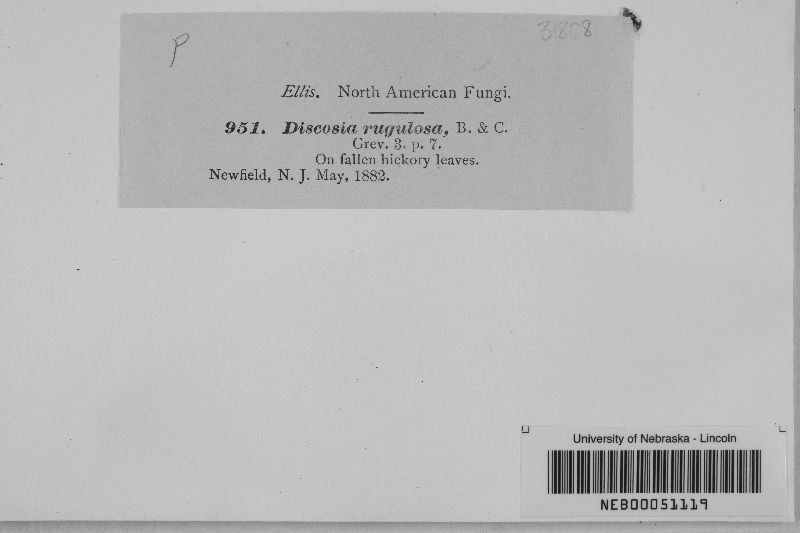 P
31808
Ellis. North American Fungi.
951. Discosia rugulosa, B. & C.
Grev. 3. p. 7.
On fallen hickory leaves.
Newfield, N. J. May, 1882.
University of Nebraska - Lincoln
NEB00051119